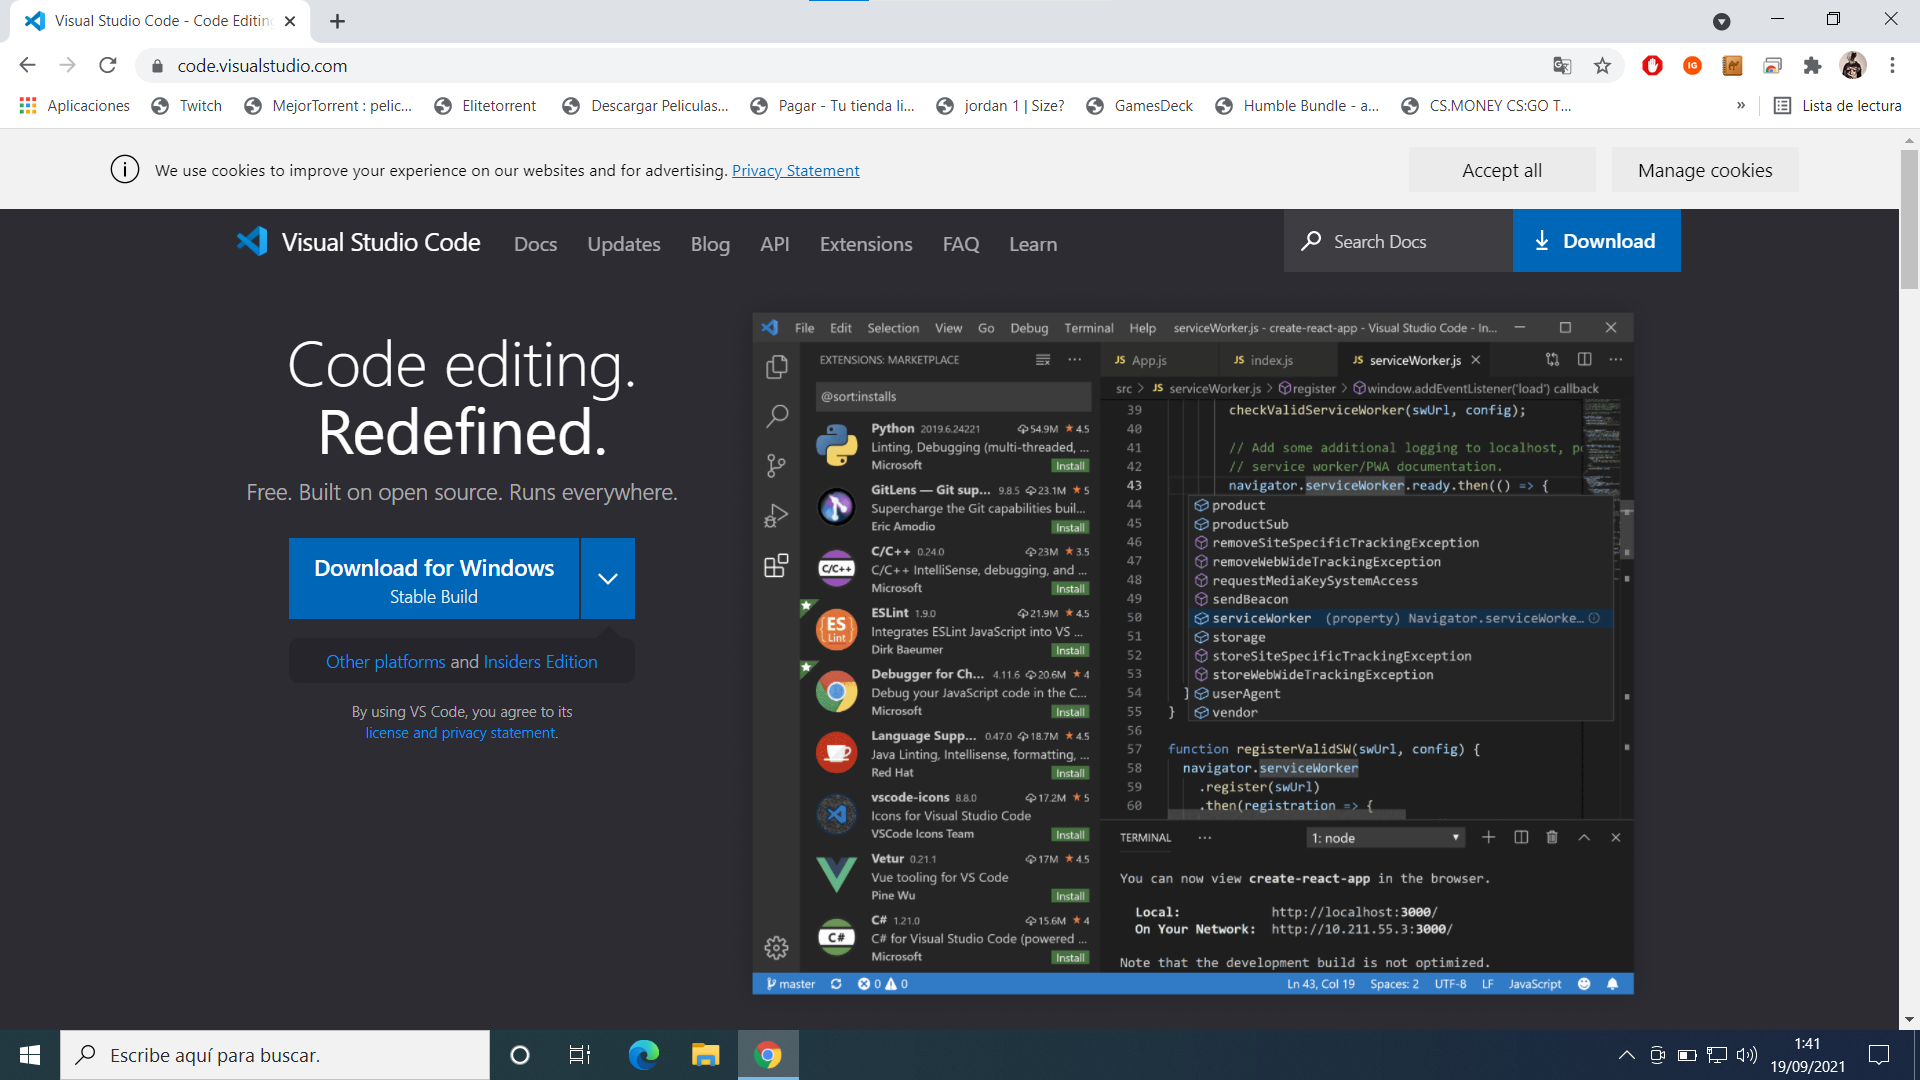 Visual Studio Code - Code Editing
code.visualstudio.com
Aplicaciones
Twitch
MejorTorrent : pelic...
Elitetorrent
Descargar Peliculas...
Pagar - Tu tienda li...
jordan 1 | Size?
GamesDeck
Humble Bundle - a...
CS.MONEY CS:GO T...
»
Lista de lectura
We use cookies to improve your experience on our websites and for advertising. Privacy Statement
Accept all
Manage cookies
Visual Studio Code
Docs
Updates
Blog
API
Extensions
FAQ
Learn
Search Docs
Download
Code editing.
Redefined.
Free. Built on open source. Runs everywhere.
Download for Windows
Stable Build
Other platforms and Insiders Edition
By using VS Code, you agree to its
license and privacy statement.
File Edit Selection View Go Debug Terminal Help
serviceWorker.js - create-react-app - Visual Studio Code - In...
EXTENSIONS: MARKETPLACE
@sort:installs
Python 2019.6.24221 54.9M ★ 4.5
Linting, Debugging (multi-threaded, ...
Microsoft
Install
GitLens — Git sup... 9.8.5 23.1M ★ 5
Supercharge the Git capabilities buil...
Eric Amodio
Install
C/C++
C/C++ 0.24.0 23M ★ 3.5
C/C++ IntelliSense, debugging, and ...
Microsoft
Install
ES
Lint
ESLint 1.9.0 21.9M ★ 4.5
Integrates ESLint JavaScript into VS ...
Dirk Baeumer
Install
Debugger for Ch... 4.11.6 20.6M ★ 4
Debug your JavaScript code in the C...
Microsoft
Install
Language Supp... 0.47.0 18.7M ★ 4.5
Java Linting, Intellisense, formatting, ...
Red Hat
Install
vscode-icons 8.8.0 17.2M ★ 5
Icons for Visual Studio Code
VSCode Icons Team
Install
Vetur 0.21.1 17M ★ 4.5
Vue tooling for VS Code
Pine Wu
Install
C#
C# 1.21.0 15.6M ★ 4
C# for Visual Studio Code (powered ...
Microsoft
Install
JS App.js
JS index.js
JS serviceWorker.js
src > JS serviceWorker.js > register > window.addEventListener('load') callback
39 checkValidServiceWorker(swUrl, config);
40
41 // Add some additional logging to localhost, p
42 // service worker/PWA documentation.
43 navigator.serviceWorker.ready.then(() => {
44 product
45 productSub
46 removeSiteSpecificTrackingException
47 removeWebWideTrackingException
48 requestMediaKeySystemAccess
49 sendBeacon
50 serviceWorker (property) Navigator.serviceWorke...
51 storage
52 storeSiteSpecificTrackingException
53 storeWebWideTrackingException
54 ] userAgent
55 } vendor
56
57 function registerValidSW(swUrl, config) {
58 navigator.serviceWorker
59 .register(swUrl)
60 .then(registration => {
TERMINAL
1: node
You can now view create-react-app in the browser.
Local: http://localhost:3000/
On Your Network: http://10.211.55.3:3000/
Note that the development build is not optimized.
master
0
0
Ln 43, Col 19
Spaces: 2
UTF-8
LF
JavaScript
Escribe aquí para buscar.
1:41
19/09/2021